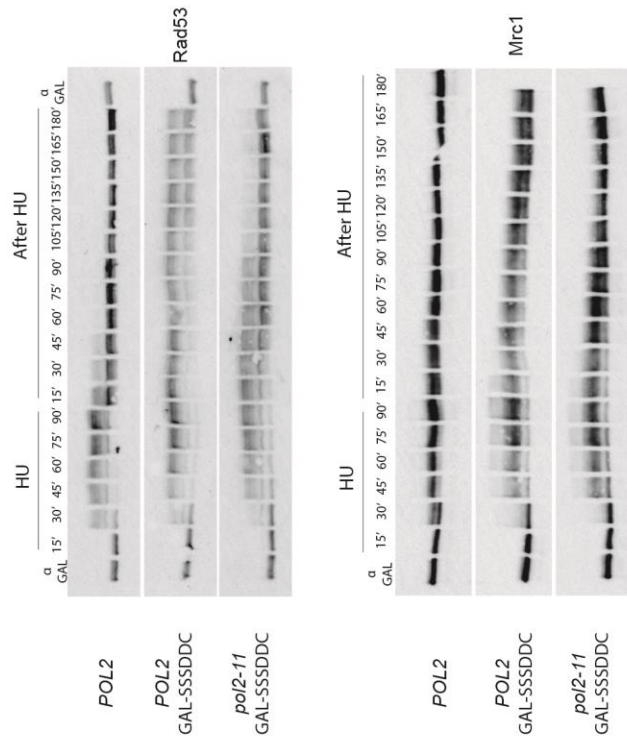 HU After HU
α 15' 30' 45' 60' 75' 90' 15' 30' 45' 60' 75' 90' 105' 120' 135' 150' 165' 180' α
GAL GAL
POL2
POL2
GAL-SSSDDC
Rad53
pol2-11
GAL-SSSDDC
HU After HU
α 15' 30' 45' 60' 75' 90' 15' 30' 45' 60' 75' 90' 105' 120' 135' 150' 165' 180'
GAL
POL2
POL2
GAL-SSSDDC
Mrc1
pol2-11
GAL-SSSDDC